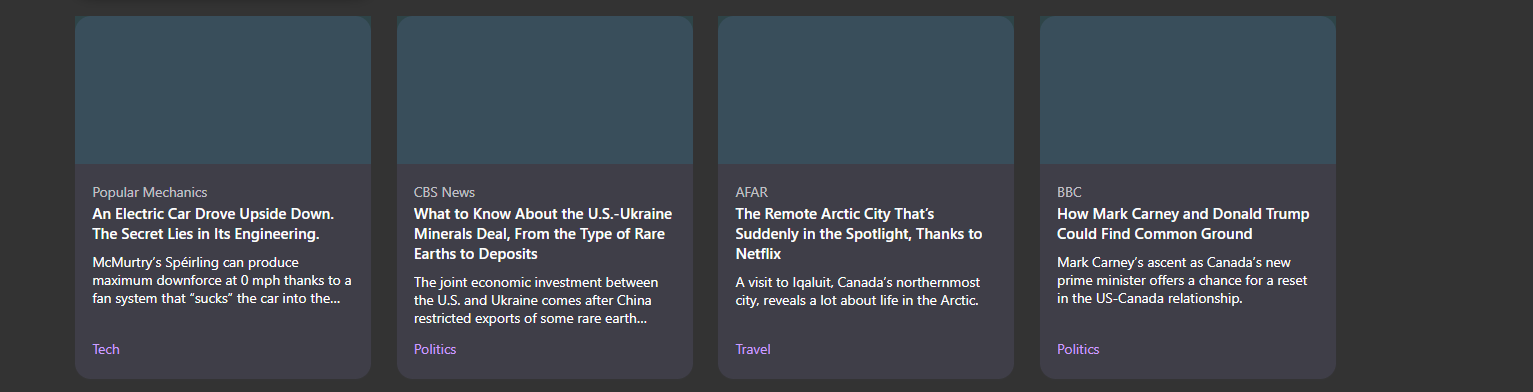 Popular Mechanics
An Electric Car Drove Upside Down.
The Secret Lies in Its Engineering.
McMurtry’s Spéirling can produce
maximum downforce at 0 mph thanks to a
fan system that “sucks” the car into the...
Tech
CBS News
What to Know About the U.S.-Ukraine
Minerals Deal, From the Type of Rare
Earths to Deposits
The joint economic investment between
the U.S. and Ukraine comes after China
restricted exports of some rare earth...
Politics
AFAR
The Remote Arctic City That’s
Suddenly in the Spotlight, Thanks to
Netflix
A visit to Iqaluit, Canada’s northernmost
city, reveals a lot about life in the Arctic.
Travel
BBC
How Mark Carney and Donald Trump
Could Find Common Ground
Mark Carney’s ascent as Canada’s new
prime minister offers a chance for a reset
in the US-Canada relationship.
Politics